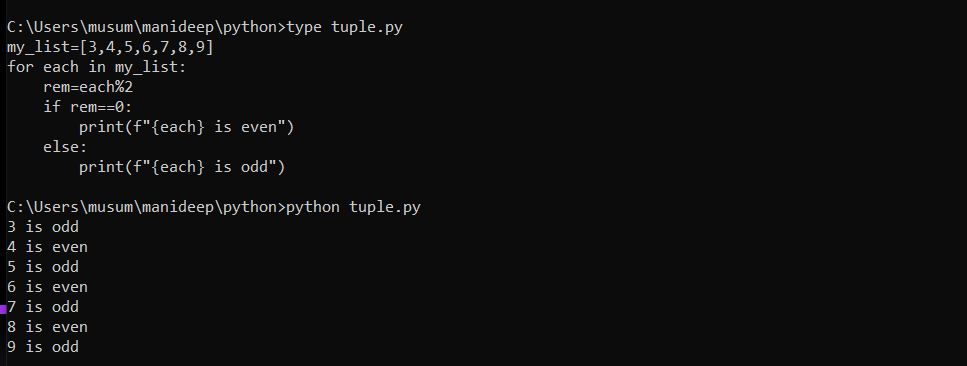 C:\Users\musum\manideep\python>type tuple.py
my_list=[3,4,5,6,7,8,9]
for each in my_list:
    rem=each%2
    if rem==0:
        print(f"{each} is even")
    else:
        print(f"{each} is odd")

C:\Users\musum\manideep\python>python tuple.py
3 is odd
4 is even
5 is odd
6 is even
7 is odd
8 is even
9 is odd